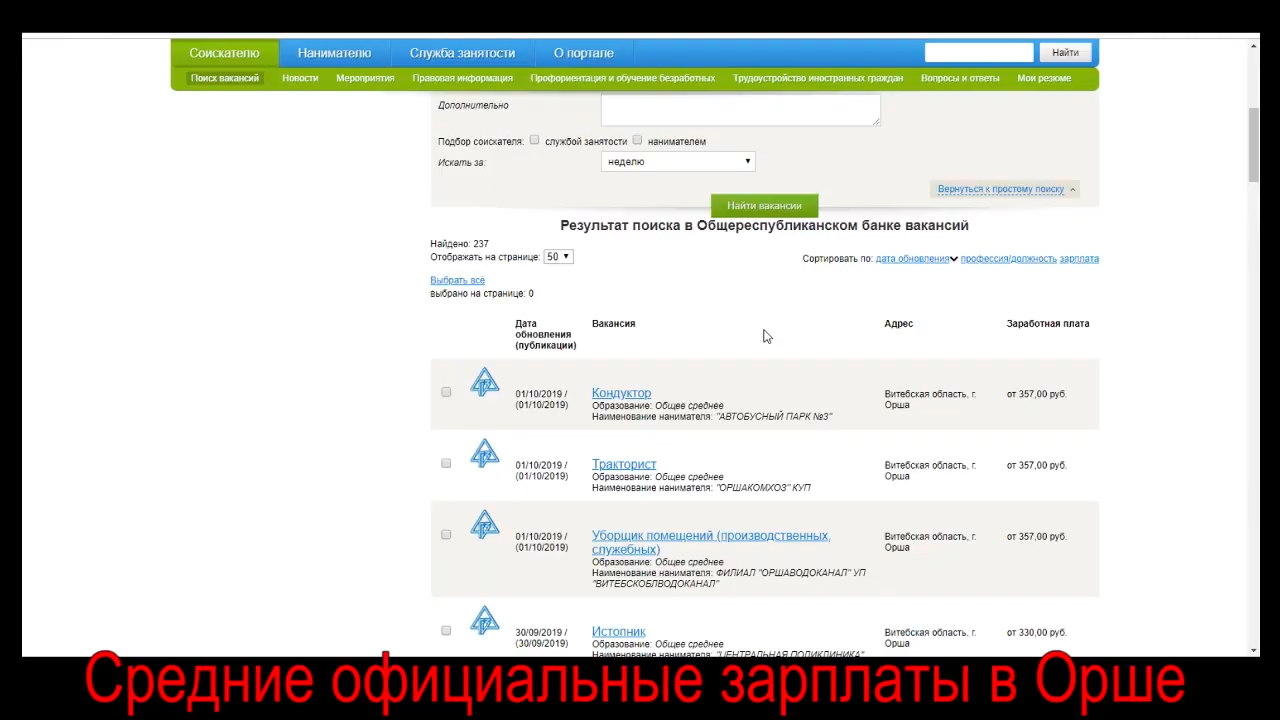 Соискателю Нанимателю Служба занятости О портале Найти
Поиск вакансий Новости Мероприятия Правовая информация Профориентация и обучение безработных Трудоустройство иностранных граждан Вопросы и ответы Мои резюме
Дополнительно
Подбор соискателя: службой занятости нанимателем
Искать за: неделю
Вернуться к простому поиску
Найти вакансии
Результат поиска в Общереспубликанском банке вакансий
Найдено: 237
Отображать на странице: 50 Сортировать по: дата обновления профессия/должность зарплата
Выбрать всё
выбрано на странице: 0
Дата Вакансия Адрес Заработная плата
обновления
(публикации)
01/10/2019 / Кондуктор Витебская область, г. от 357,00 руб.
(01/10/2019) Образование: Общее среднее Орша
Наименование нанимателя: "АВТОБУСНЫЙ ПАРК №3"
01/10/2019 / Тракторист Витебская область, г. от 357,00 руб.
(01/10/2019) Образование: Общее среднее Орша
Наименование нанимателя: "ОРШАКОМХОЗ" КУП
01/10/2019 / Уборщик помещений (производственных, Витебская область, г. от 357,00 руб.
(01/10/2019) служебных) Орша
Образование: Общее среднее
Наименование нанимателя: ФИЛИАЛ "ОРШАВОДОКАНАЛ" УП
"ВИТЕБСКОБЛВОДОКАНАЛ"
30/09/2019 / Истопник Витебская область, г. от 330,00 руб.
(30/09/2019) Образование: Общее среднее Орша
Наименование нанимателя: "ЦЕНТРАЛЬНАЯ ПОЛИКЛИНИКА"
Средние официальные зарплаты в Орше